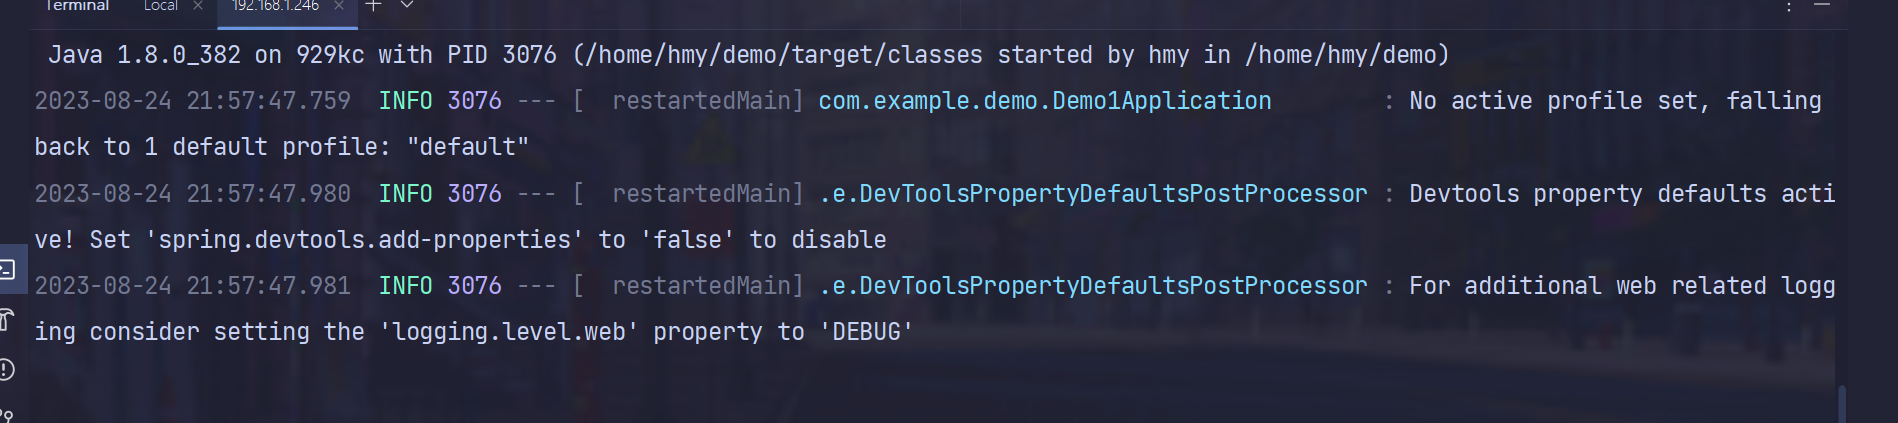 Terminal Local × 192.168.1.246 ×
Java 1.8.0_382 on 929kc with PID 3076 (/home/hmy/demo/target/classes started by hmy in /home/hmy/demo)
2023-08-24 21:57:47.759  INFO 3076 --- [  restartedMain] com.example.demo.Demo1Application        : No active profile set, falling
back to 1 default profile: "default"
2023-08-24 21:57:47.980  INFO 3076 --- [  restartedMain] .e.DevToolsPropertyDefaultsPostProcessor : Devtools property defaults acti
ve! Set 'spring.devtools.add-properties' to 'false' to disable
2023-08-24 21:57:47.981  INFO 3076 --- [  restartedMain] .e.DevToolsPropertyDefaultsPostProcessor : For additional web related logg
ing consider setting the 'logging.level.web' property to 'DEBUG'